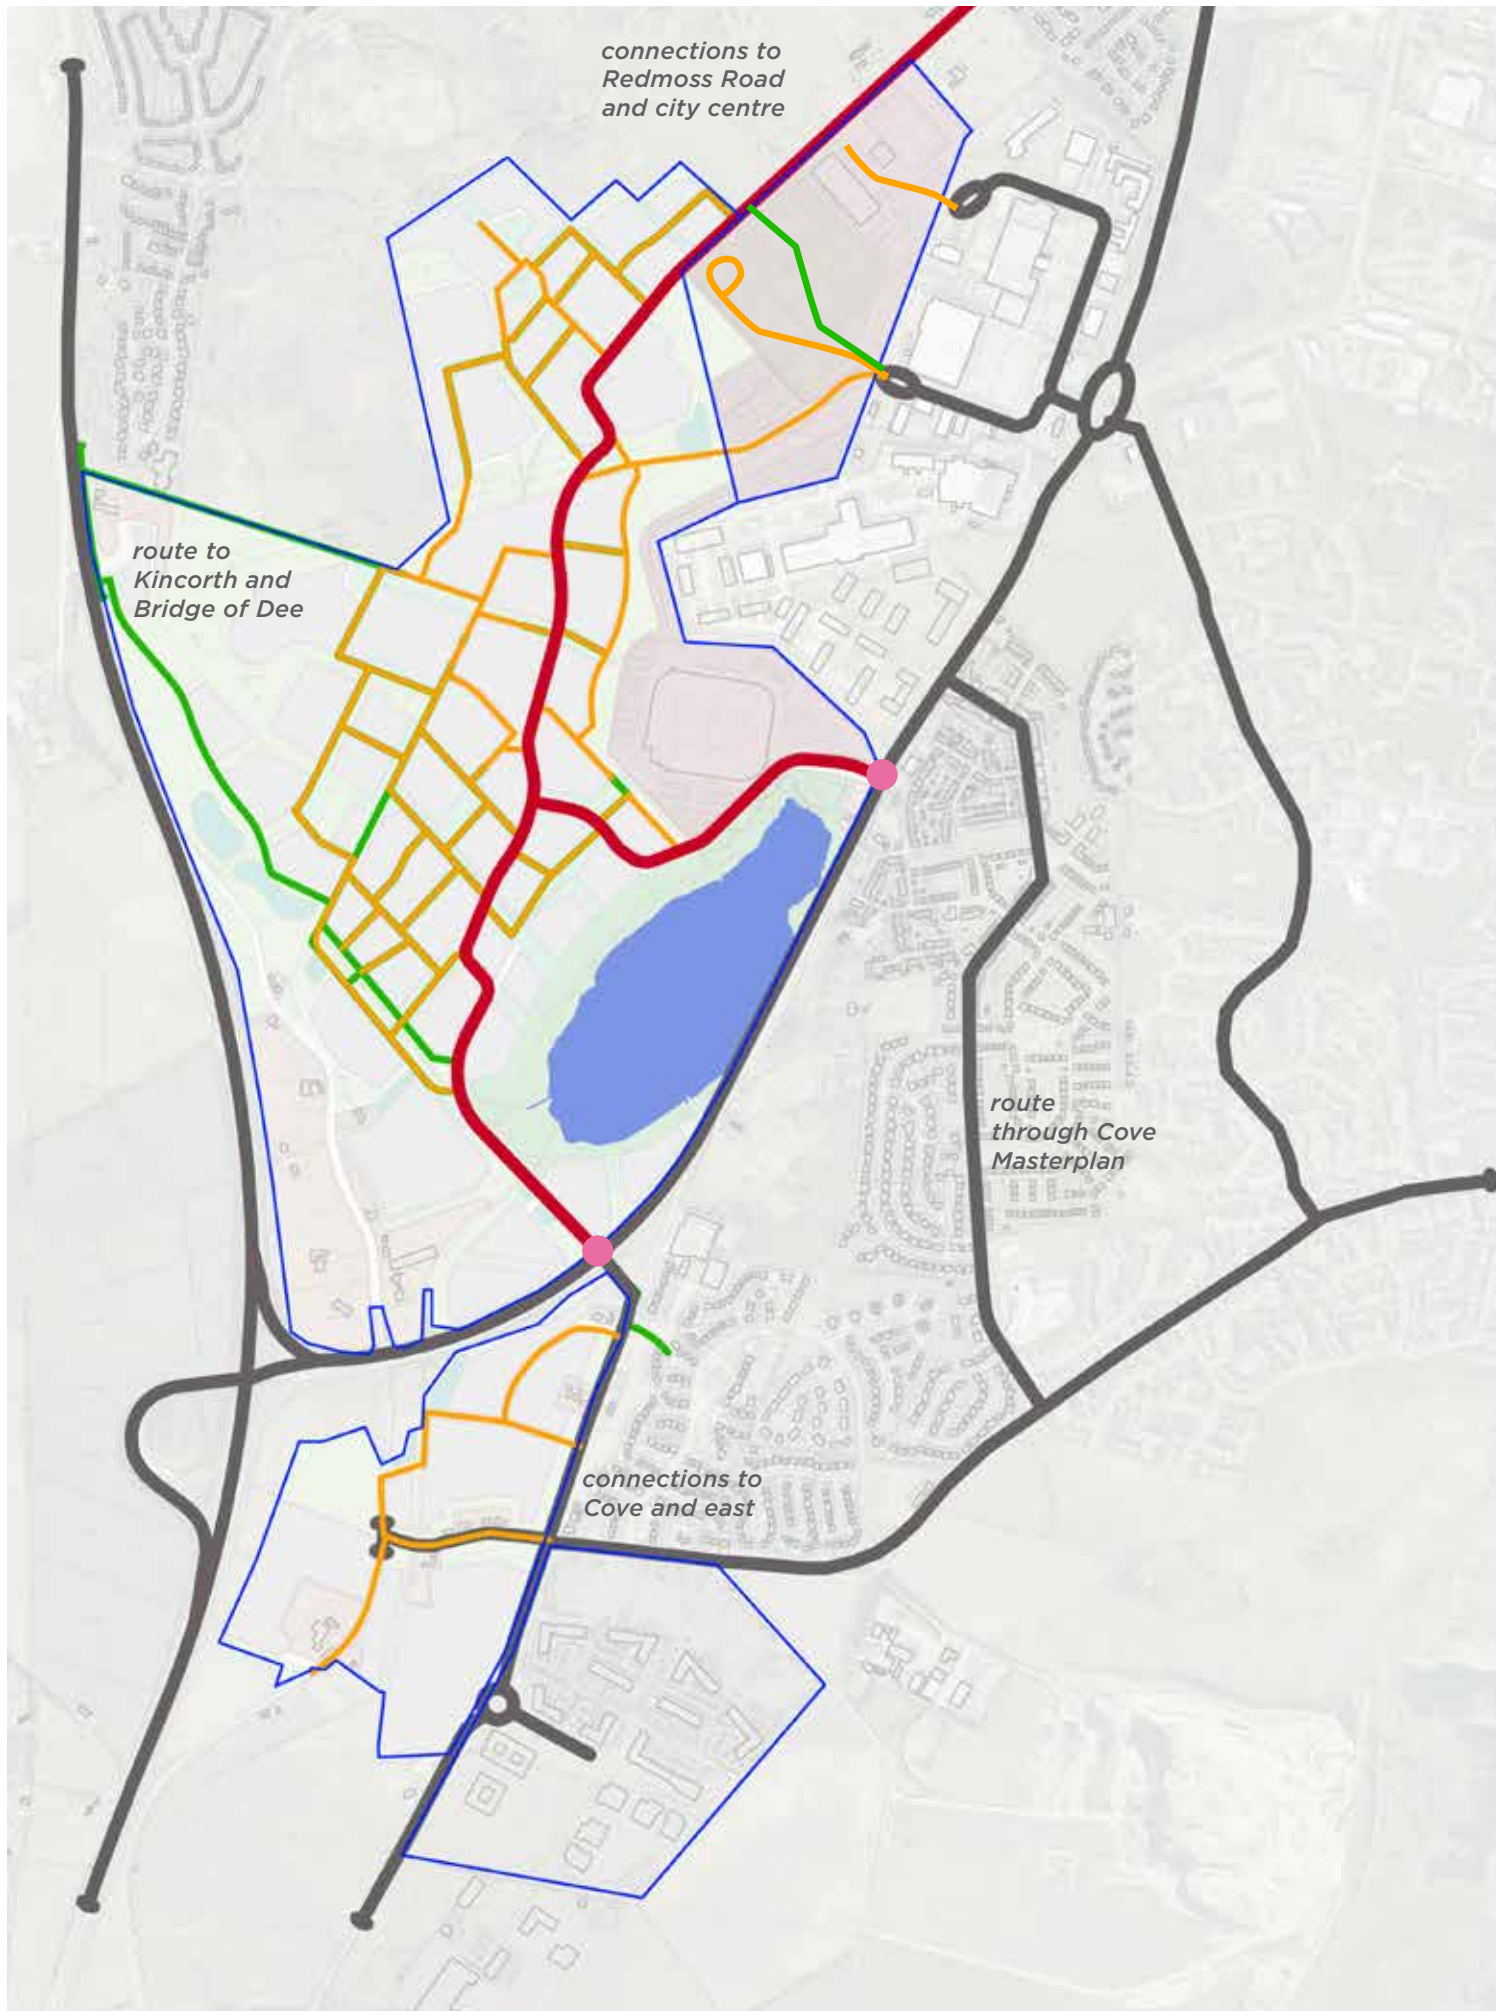 connections to
Redmoss Road
and city centre
route to
Kincorth and
Bridge of Dee
route
through Cove
Masterplan
connections to
Cove and east